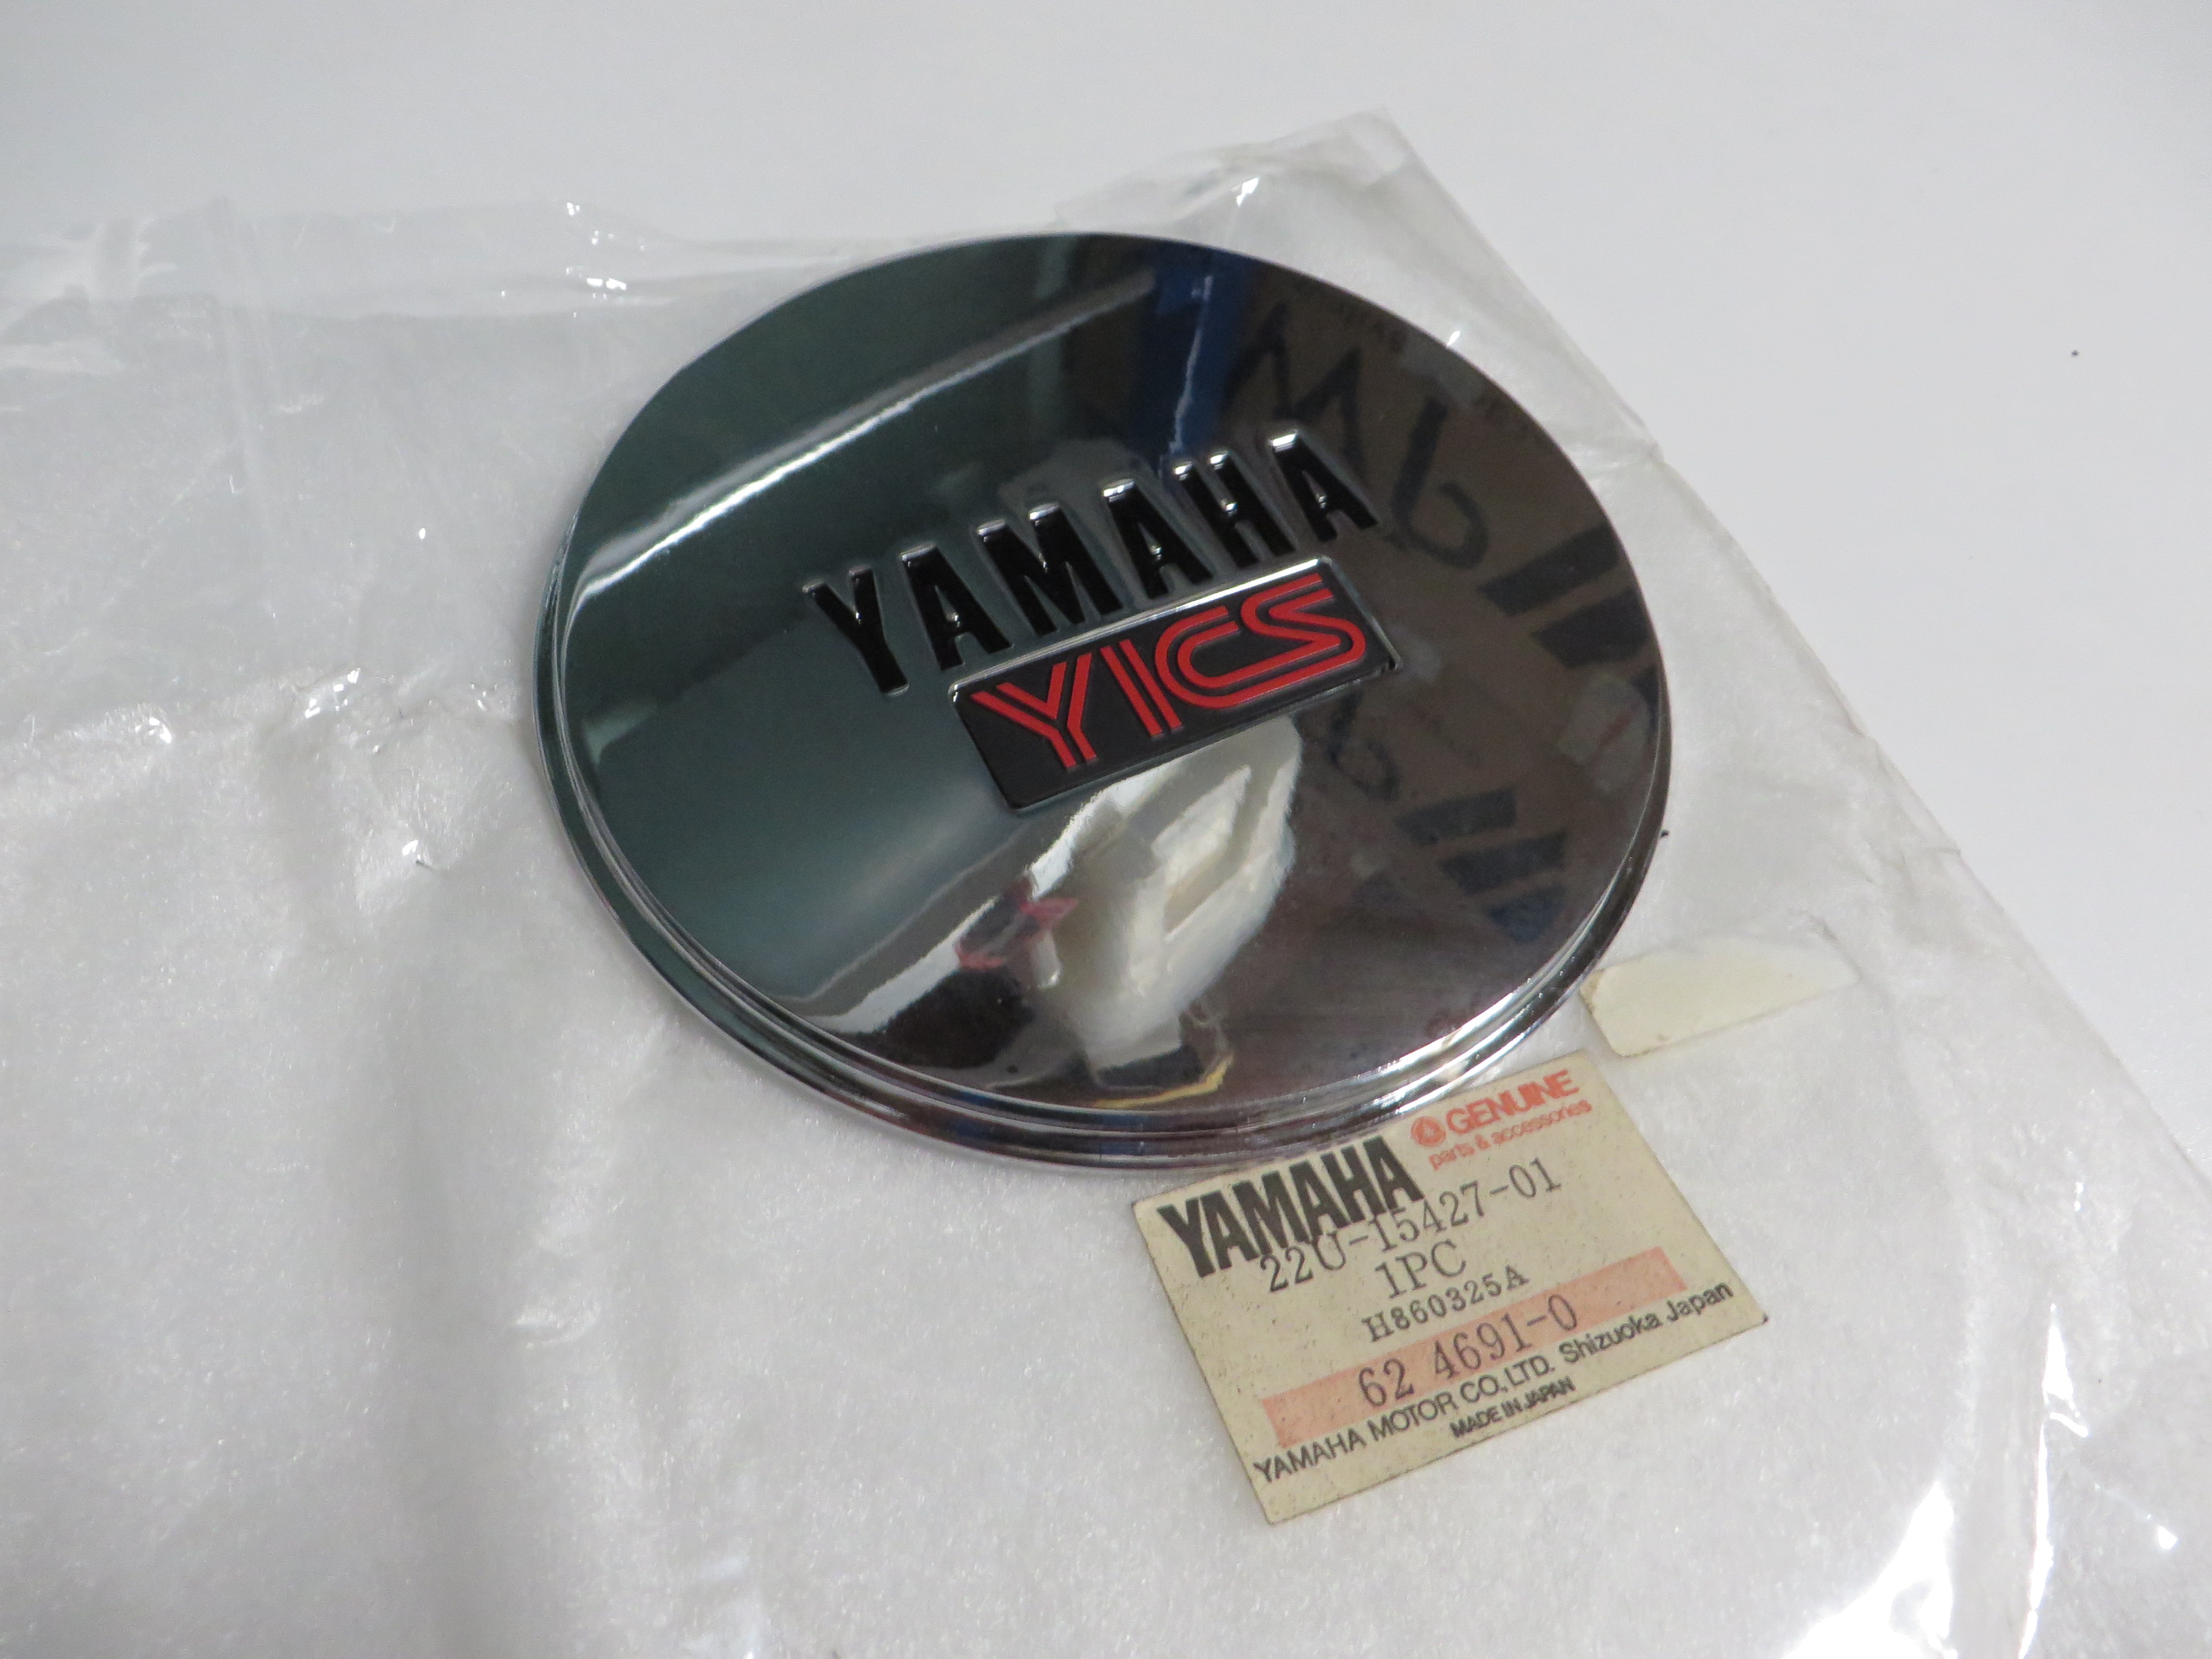 YAMAHA
YICS
YAMAHA
GENUINE
parts & accessories
22U-15427-01
1PC
H860325A
62 4691-0
YAMAHA MOTOR CO., LTD. Shizuoka Japan
MADE IN JAPAN